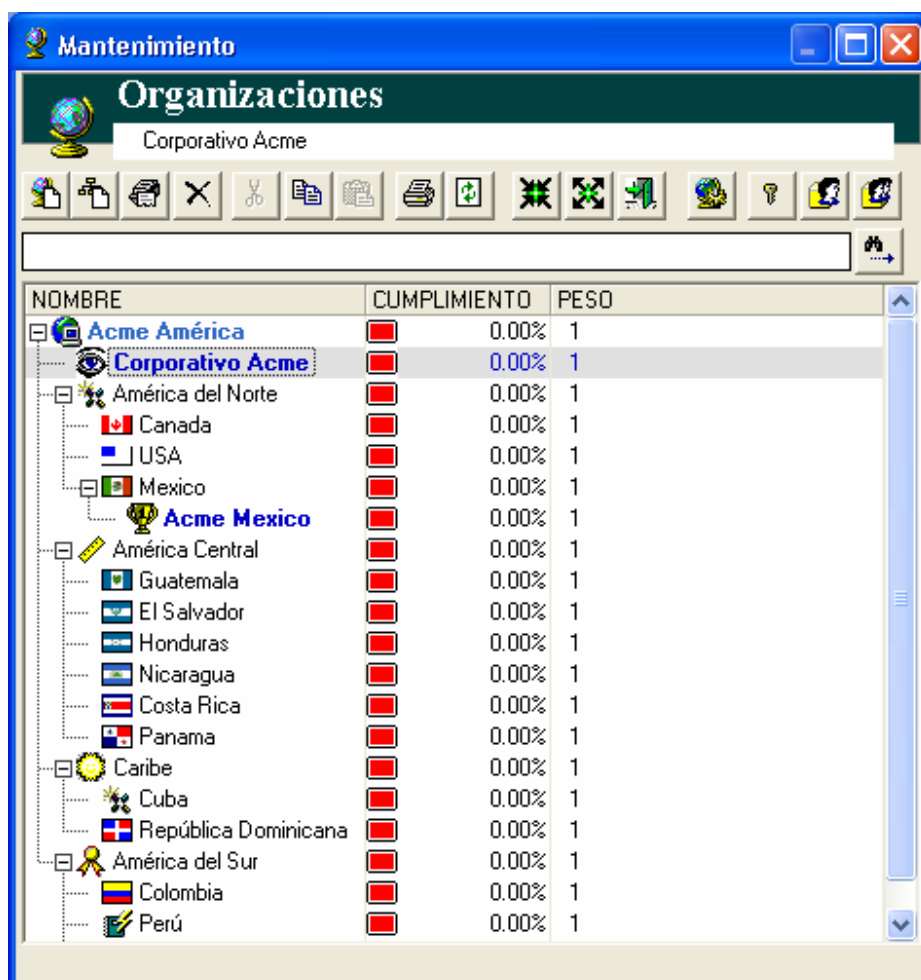 Mantenimiento
Organizaciones
Corporativo Acme
NOMBRE CUMPLIMIENTO PESO
Acme América 0.00% 1
Corporativo Acme 0.00% 1
América del Norte 0.00% 1
Canada 0.00% 1
USA 0.00% 1
Mexico 0.00% 1
Acme Mexico 0.00% 1
América Central 0.00% 1
Guatemala 0.00% 1
El Salvador 0.00% 1
Honduras 0.00% 1
Nicaragua 0.00% 1
Costa Rica 0.00% 1
Panama 0.00% 1
Caribe 0.00% 1
Cuba 0.00% 1
República Dominicana 0.00% 1
América del Sur 0.00% 1
Colombia 0.00% 1
Perú 0.00% 1